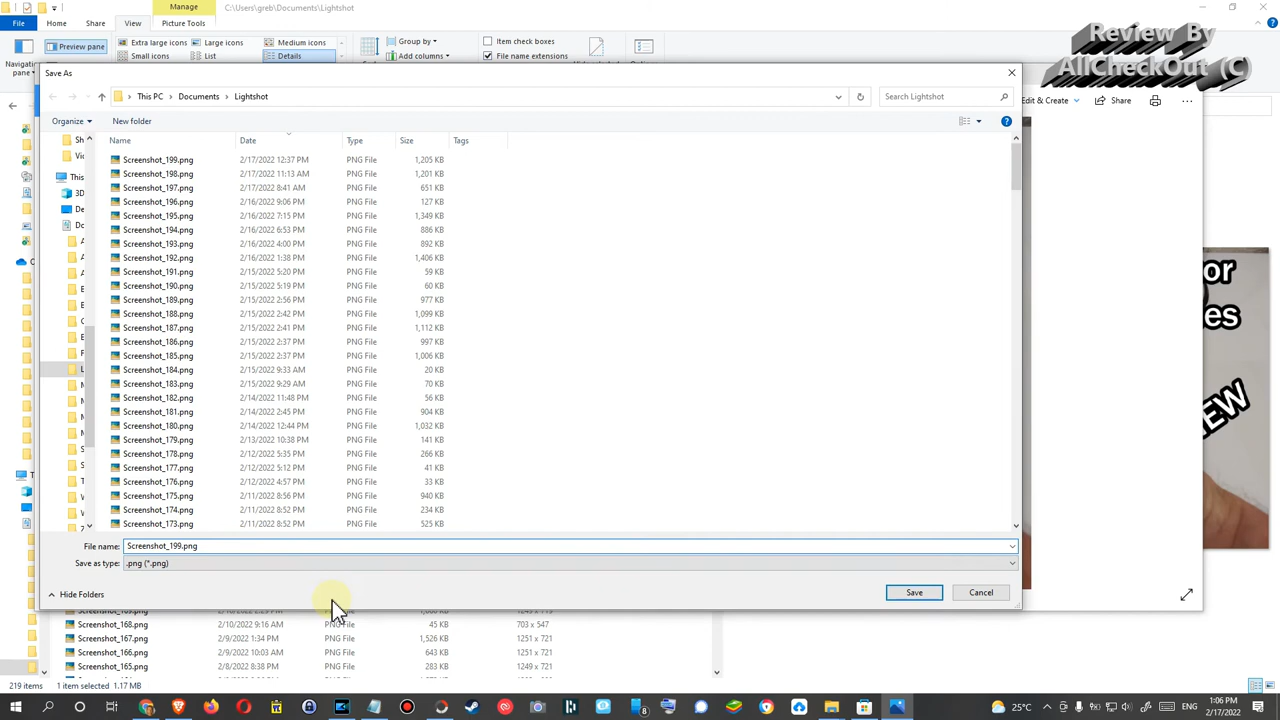 Manage
C:\Users\greb\Documents\Lightshot
File Home Share View Picture Tools
Extra large icons Large icons Medium icons
Small icons List Details
Preview pane
Group by
Add columns
Item check boxes
File name extensions
Review By
AllCheckOut (C)
Save As
This PC > Documents > Lightshot
Search Lightshot
Edit & Create Share
Organize New folder
Name Date Type Size Tags
Screenshot_199.png 2/17/2022 12:37 PM PNG File 1,205 KB
Screenshot_198.png 2/17/2022 11:13 AM PNG File 1,201 KB
Screenshot_197.png 2/17/2022 8:41 AM PNG File 651 KB
Screenshot_196.png 2/16/2022 9:06 PM PNG File 127 KB
Screenshot_195.png 2/16/2022 7:15 PM PNG File 1,349 KB
Screenshot_194.png 2/16/2022 6:53 PM PNG File 886 KB
Screenshot_193.png 2/16/2022 4:00 PM PNG File 892 KB
Screenshot_192.png 2/16/2022 1:38 PM PNG File 1,406 KB
Screenshot_191.png 2/15/2022 5:20 PM PNG File 59 KB
Screenshot_190.png 2/15/2022 5:19 PM PNG File 60 KB
Screenshot_189.png 2/15/2022 2:56 PM PNG File 977 KB
Screenshot_188.png 2/15/2022 2:42 PM PNG File 1,099 KB
Screenshot_187.png 2/15/2022 2:41 PM PNG File 1,112 KB
Screenshot_186.png 2/15/2022 2:37 PM PNG File 997 KB
Screenshot_185.png 2/15/2022 2:37 PM PNG File 1,006 KB
Screenshot_184.png 2/15/2022 9:33 AM PNG File 20 KB
Screenshot_183.png 2/15/2022 9:29 AM PNG File 70 KB
Screenshot_182.png 2/14/2022 11:48 PM PNG File 56 KB
Screenshot_181.png 2/14/2022 2:45 PM PNG File 904 KB
Screenshot_180.png 2/14/2022 12:44 PM PNG File 1,032 KB
Screenshot_179.png 2/13/2022 10:38 PM PNG File 141 KB
Screenshot_178.png 2/12/2022 5:35 PM PNG File 266 KB
Screenshot_177.png 2/12/2022 5:12 PM PNG File 41 KB
Screenshot_176.png 2/12/2022 4:57 PM PNG File 33 KB
Screenshot_175.png 2/11/2022 8:56 PM PNG File 940 KB
Screenshot_174.png 2/11/2022 8:52 PM PNG File 234 KB
Screenshot_173.png 2/11/2022 8:52 PM PNG File 525 KB
File name: Screenshot_199.png
Save as type: .png (*.png)
Hide Folders Save Cancel
Screenshot_168.png 2/10/2022 9:16 AM PNG File 45 KB 703 x 547
Screenshot_167.png 2/9/2022 1:34 PM PNG File 1,526 KB 1251 x 721
Screenshot_166.png 2/9/2022 10:03 AM PNG File 643 KB 1251 x 721
Screenshot_165.png 2/8/2022 8:38 PM PNG File 283 KB 1251 x 721
219 items 1 item selected 1.17 MB
25°C
1:06 PM
2/17/2022